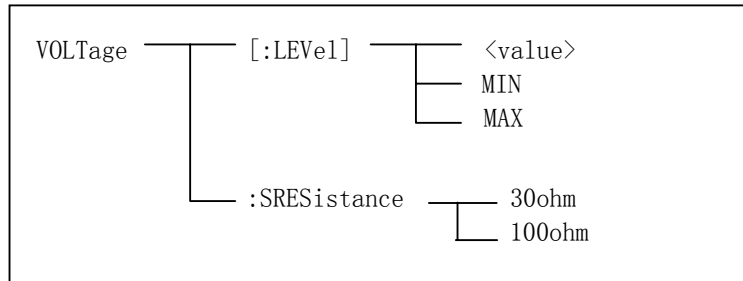 VOLTage [:LEVel] <value>
MIN
MAX
:SRESistance 30ohm
100ohm